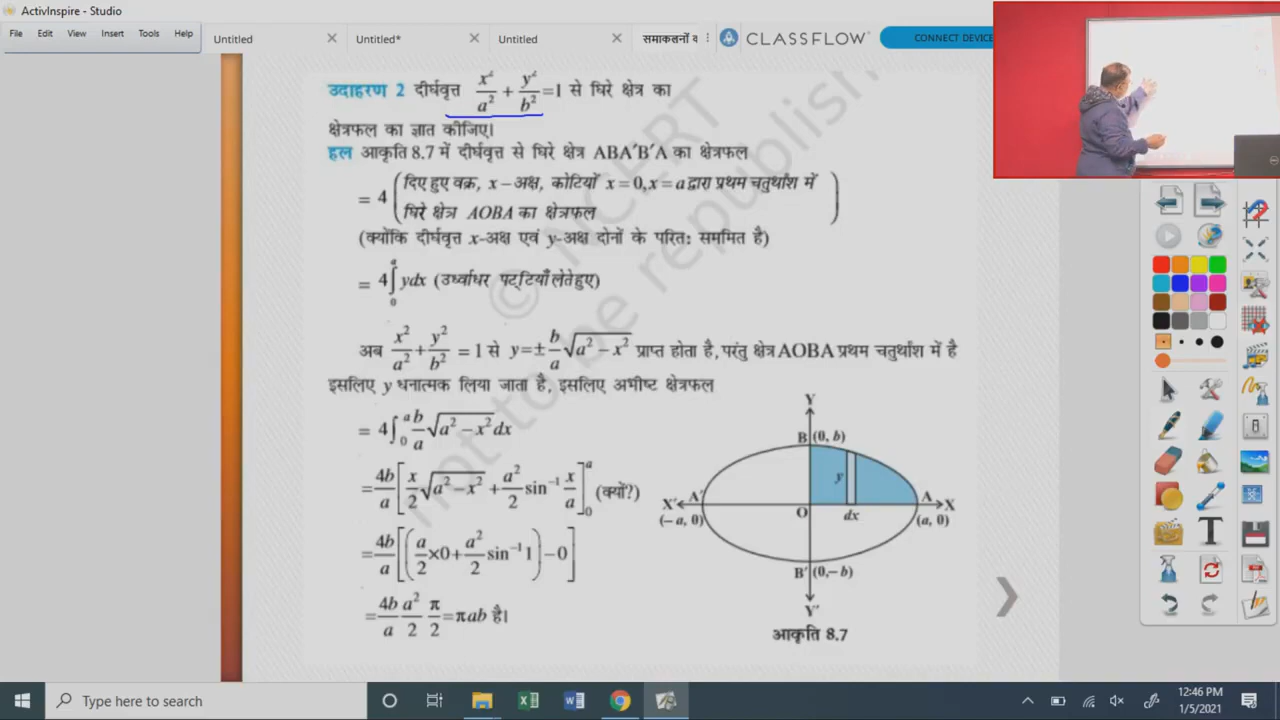 ActivInspire - Studio
File Edit View Insert Tools Help
Untitled
Untitled*
Untitled
समाकलनों व
CLASSFLOW
CONNECT DEVICE
उदाहरण 2 दीर्घवृत्त x²/a² + y²/b² = 1 से घिरे क्षेत्र का
क्षेत्रफल का ज्ञात कीजिए।
हल आकृति 8.7 में दीर्घवृत्त से घिरे क्षेत्र ABA′B′A का क्षेत्रफल
= 4 (दिए हुए वक्र, x – अक्ष, कोटियों x = 0, x = a द्वारा प्रथम चतुर्थांश में
घिरे क्षेत्र AOBA का क्षेत्रफल)
(क्योंकि दीर्घवृत्त x-अक्ष एवं y-अक्ष दोनों के परित: सममित है)
= 4∫₀ᵃ ydx (उर्ध्वाधर पट्टियाँ लेते हुए)
अब x²/a² + y²/b² = 1 से y = ± b/a √(a² – x²) प्राप्त होता है, परंतु क्षेत्र AOBA प्रथम चतुर्थांश में है
इसलिए y धनात्मक लिया जाता है, इसलिए अभीष्ट क्षेत्रफल
= 4∫₀ᵃ b/a √(a² – x²) dx
= 4b/a [x/2 √(a² – x²) + a²/2 sin⁻¹ x/a]₀ᵃ (क्यों?)
= 4b/a [(a/2 × 0 + a²/2 sin⁻¹ 1) – 0]
= 4b/a a²/2 π/2 = πab है।
Y
B (0, b)
y
X′ A′ O dx A X
(– a, 0) (a, 0)
B′ (0,– b)
Y′
आकृति 8.7
© NCERT
not to be republish
Type here to search
12:46 PM
1/5/2021